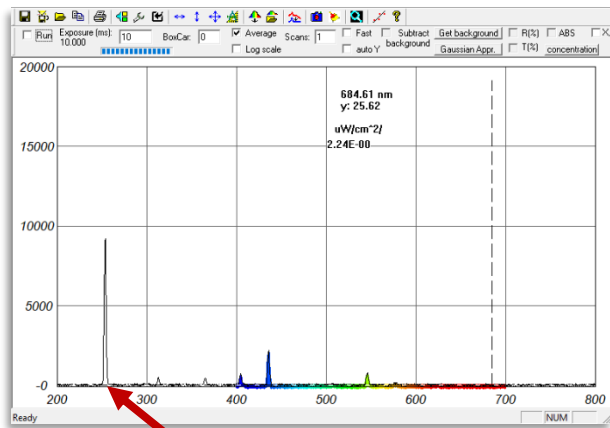 Run Exposure (ms): 10 BoxCar: 0 Average Scans: 1 Fast Subtract background Get background R(%) ABS X
10.000 Log scale auto Y Gaussian Appr. T(%) concentration
20000
684.61 nm
y: 25.62
uW/cm^2/
2.24E-00
15000
10000
5000
-0
200 300 400 500 600 700 800
Ready NUM